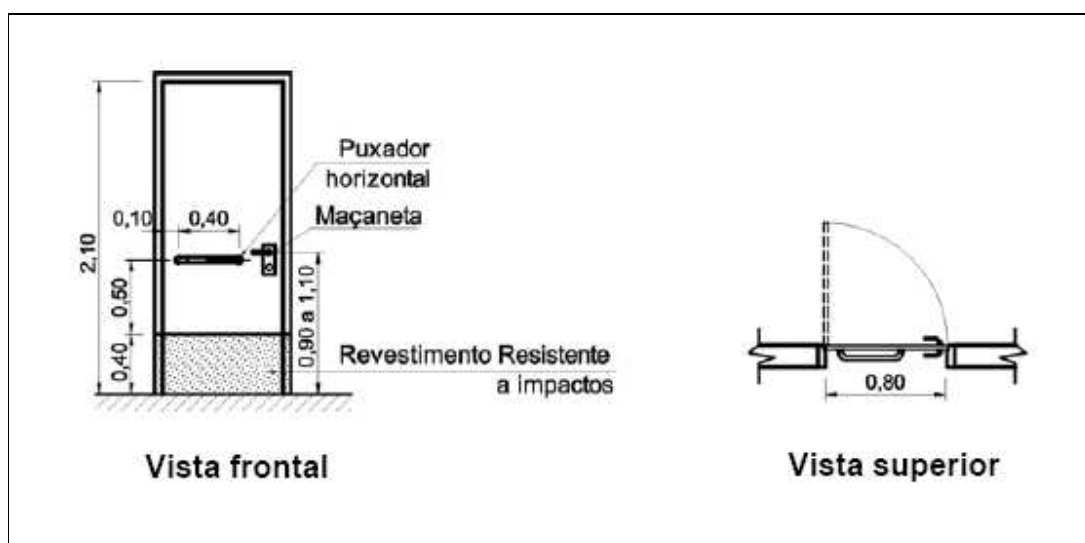 Puxador
horizontal
0,10
0,40
Maçaneta
2,10
0,50
0,90 a 1,10
0,40
Revestimento Resistente
a impactos
0,80
Vista frontal
Vista superior